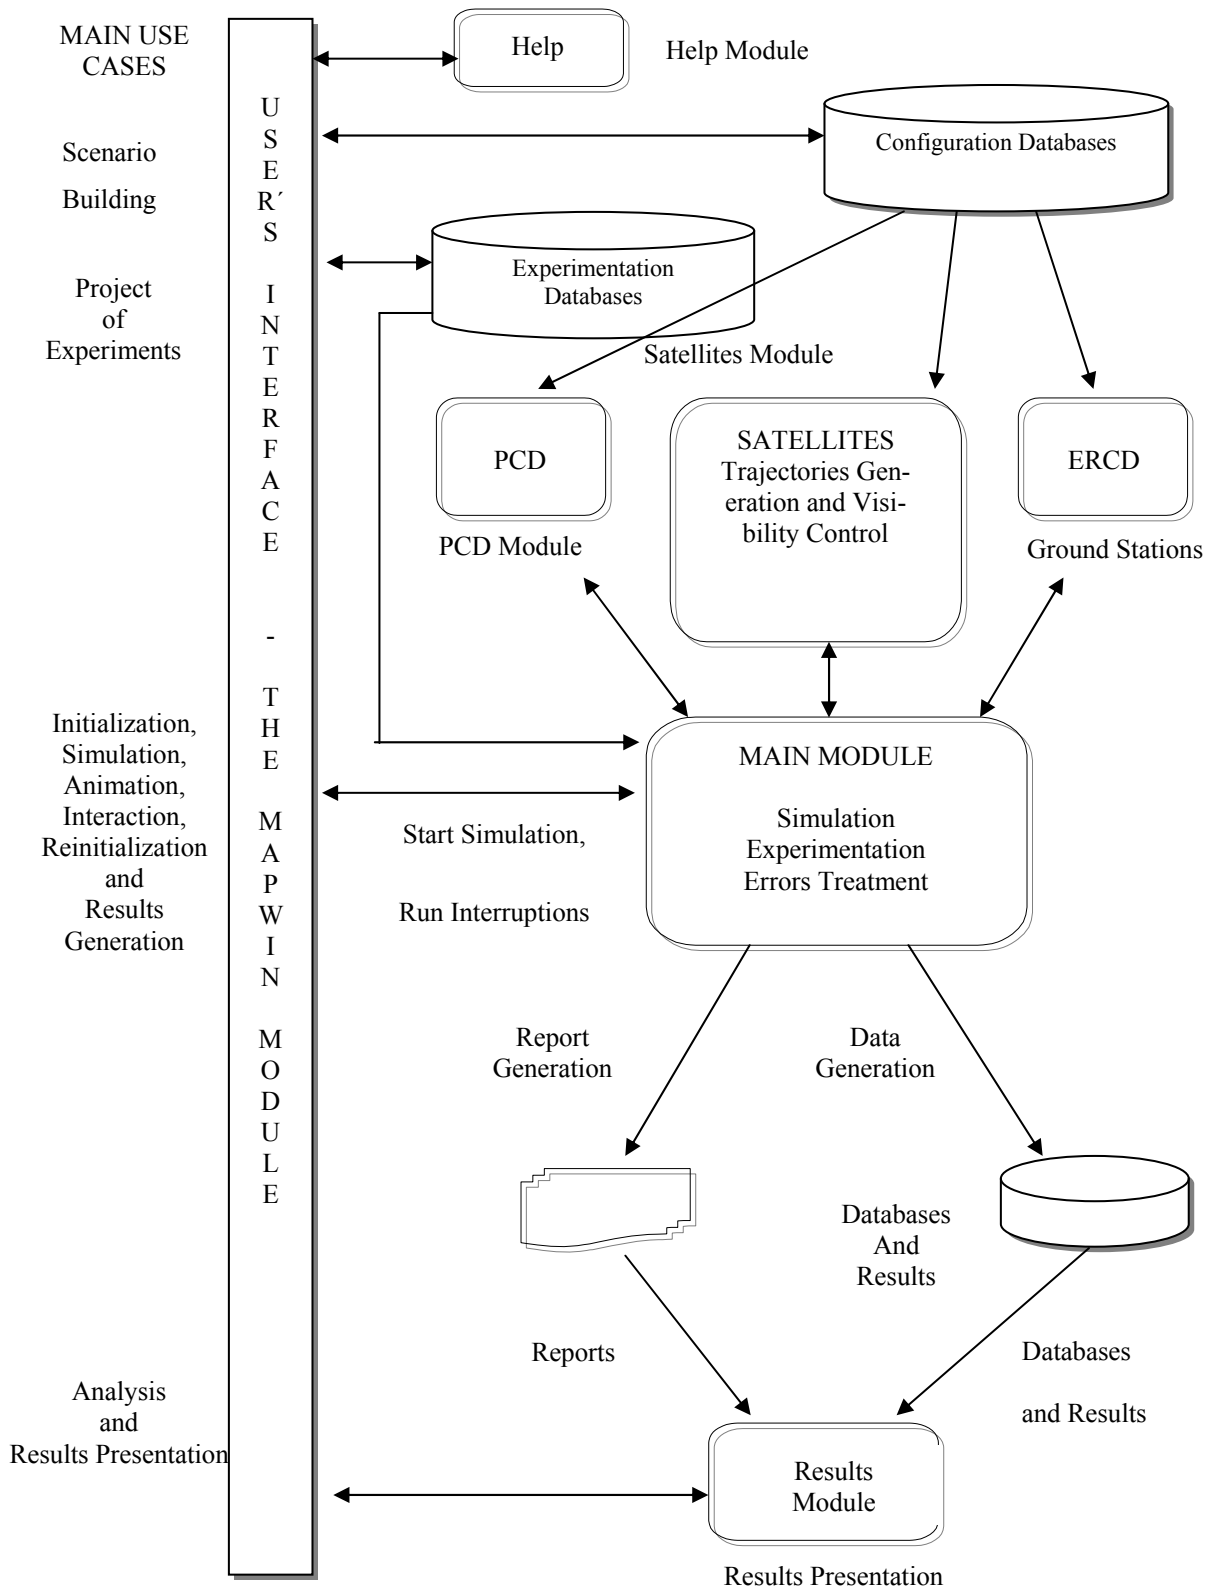 MAIN USE
CASES
Help
Help Module
Configuration Databases
Scenario
Building
Experimentation
Databases
Project
of
Experiments
Satellites Module
PCD
SATELLITES
Trajectories Gen-
eration and Visi-
bility Control
ERCD
PCD Module
Ground Stations
U
S
E
R´
S
I
N
T
E
R
F
A
C
E
-
T
H
E
M
A
P
W
I
N
M
O
D
U
L
E
Initialization,
Simulation,
Animation,
Interaction,
Reinitialization
and
Results
Generation
MAIN MODULE
Simulation
Experimentation
Errors Treatment
Start Simulation,
Run Interruptions
Report
Generation
Data
Generation
Databases
And
Results
Reports
Databases
and Results
Analysis
and
Results Presentation
Results
Module
Results Presentation